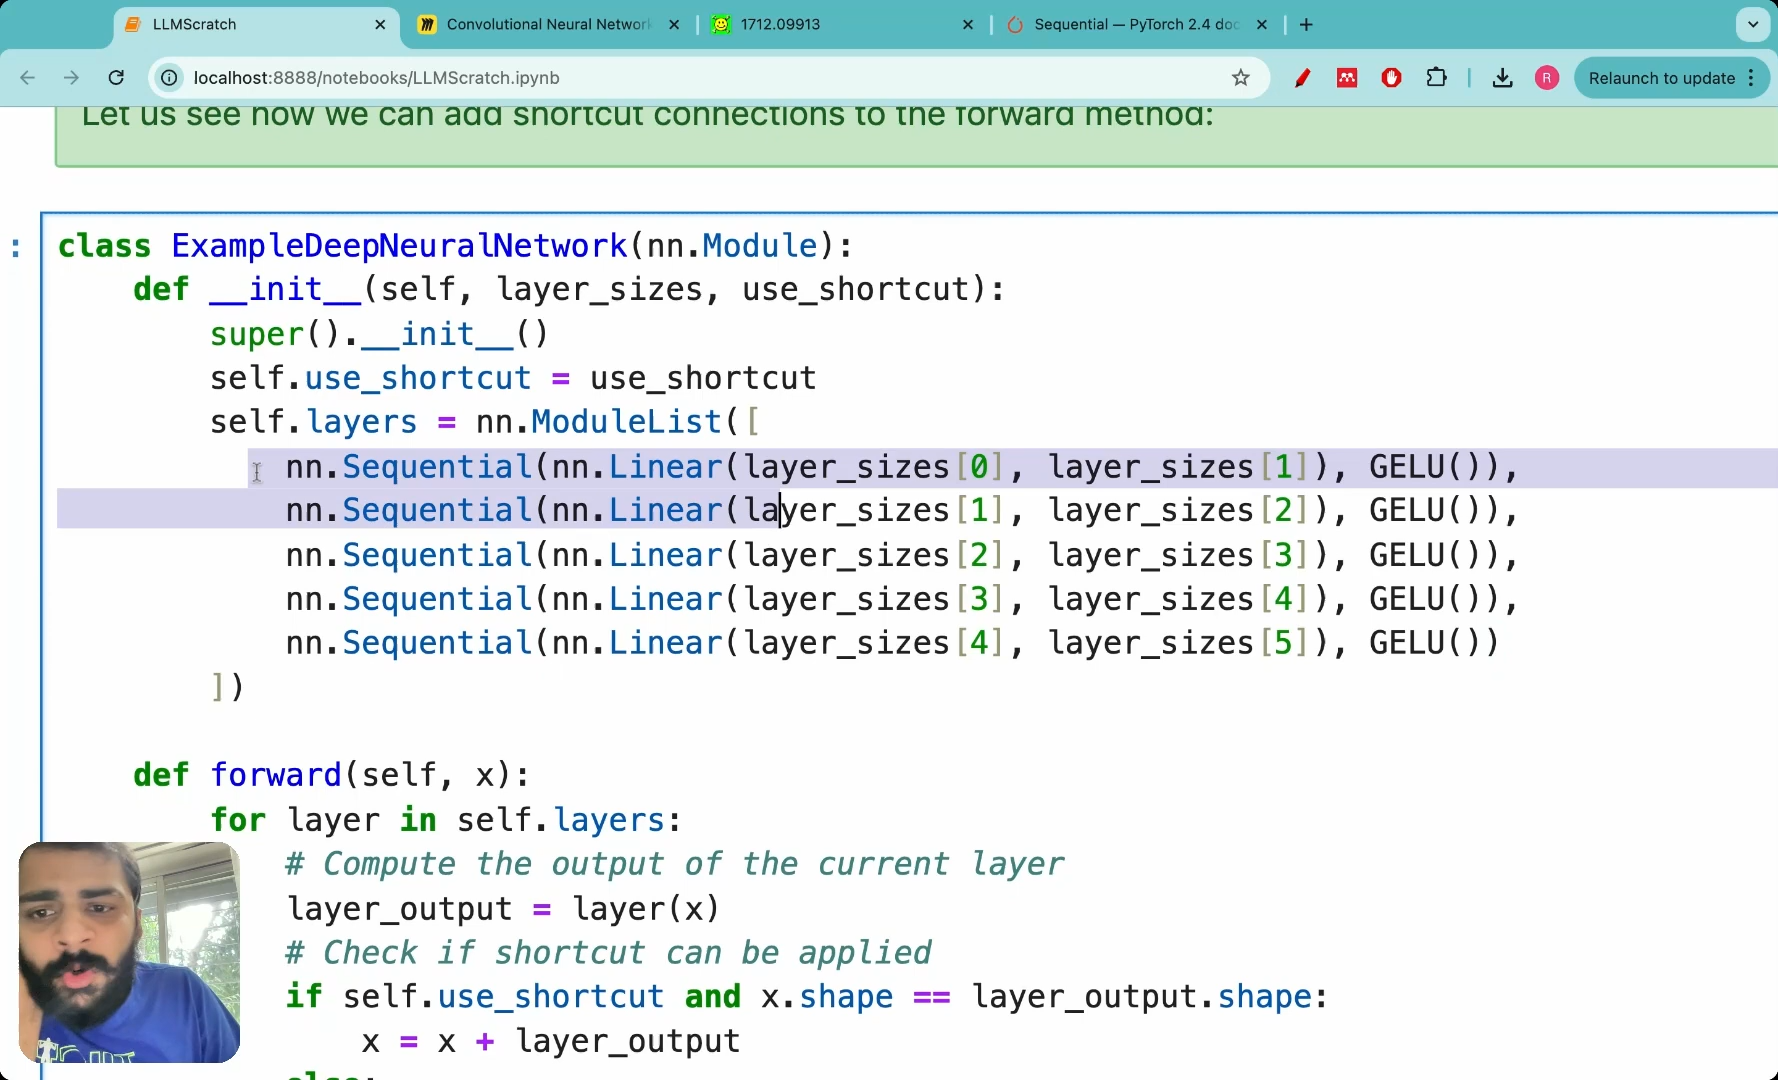 LLMScratch
Convolutional Neural Network
1712.09913
Sequential — PyTorch 2.4 doc
localhost:8888/notebooks/LLMScratch.ipynb
R
Relaunch to update
Let us see how we can add shortcut connections to the forward method:
:
class ExampleDeepNeuralNetwork(nn.Module):
    def __init__(self, layer_sizes, use_shortcut):
        super().__init__()
        self.use_shortcut = use_shortcut
        self.layers = nn.ModuleList([
            nn.Sequential(nn.Linear(layer_sizes[0], layer_sizes[1]), GELU()),
            nn.Sequential(nn.Linear(layer_sizes[1], layer_sizes[2]), GELU()),
            nn.Sequential(nn.Linear(layer_sizes[2], layer_sizes[3]), GELU()),
            nn.Sequential(nn.Linear(layer_sizes[3], layer_sizes[4]), GELU()),
            nn.Sequential(nn.Linear(layer_sizes[4], layer_sizes[5]), GELU())
        ])
    def forward(self, x):
        for layer in self.layers:
            # Compute the output of the current layer
            layer_output = layer(x)
            # Check if shortcut can be applied
            if self.use_shortcut and x.shape == layer_output.shape:
                x = x + layer_output
            else: